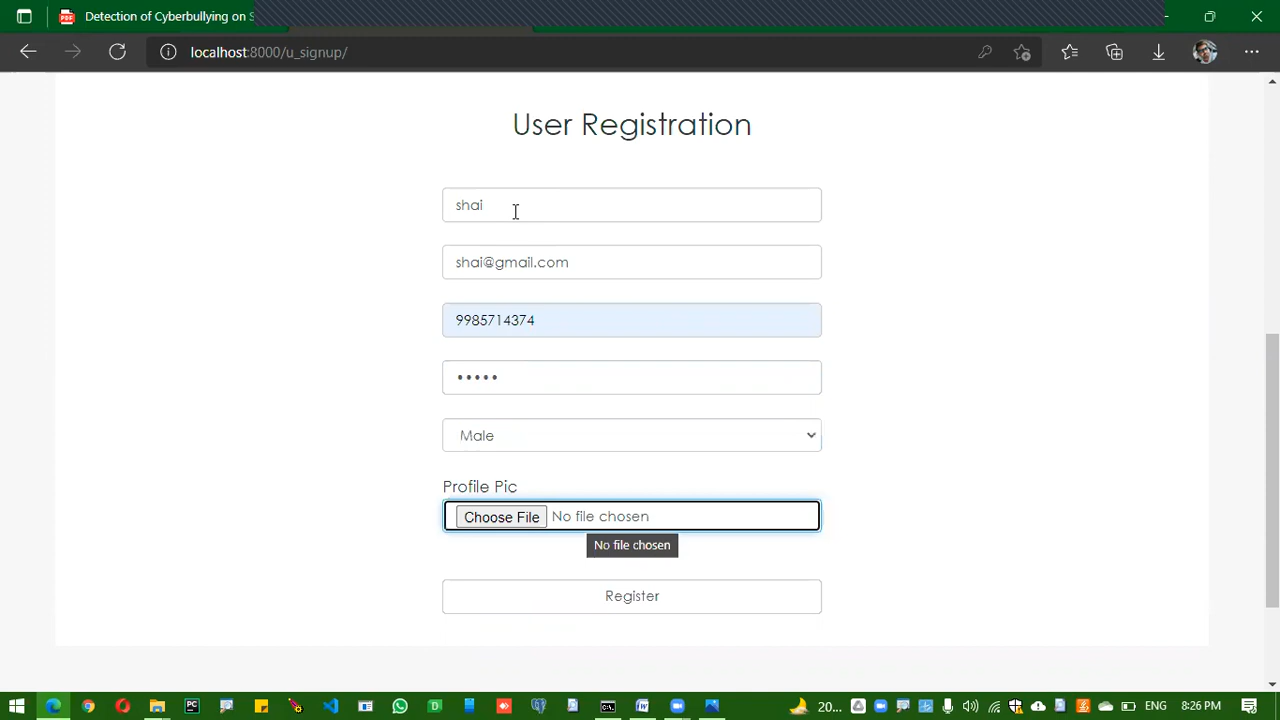 Detection of Cyberbullying on S
localhost:8000/u_signup/
User Registration
shai
shai@gmail.com
9985714374
•••••
Male
Profile Pic
Choose File No file chosen
No file chosen
Register
20... ENG 8:26 PM